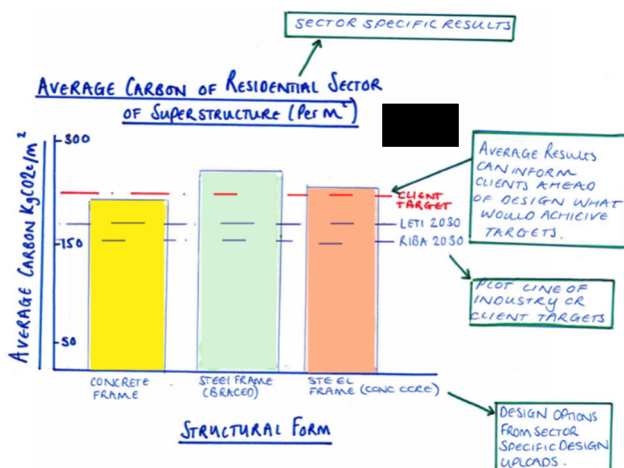 SECTOR SPECIFIC RESULTS
AVERAGE CARBON OF RESIDENTIAL SECTOR
OF SUPERSTRUCTURE (PER M²)
300
150
50
AVERAGE CARBON KgCO2e/m²
CLIENT
TARGET
LETI 2030
RIBA 2030
AVERAGE RESULTS
CAN INFORM
CLIENTS AHEAD
OF DESIGN WHAT
WOULD ACHIEIVE
TARGETS.
PLOT LINE OF
INDUSTRY OR
CLIENT TARGETS
CONCRETE
FRAME
STEEL FRAME
(BRACED)
STEEL
FRAME (CONC CORE)
STRUCTURAL FORM
DESIGN OPTIONS
FROM SECTOR
SPECIFIC DESIGN
UPLOADS.